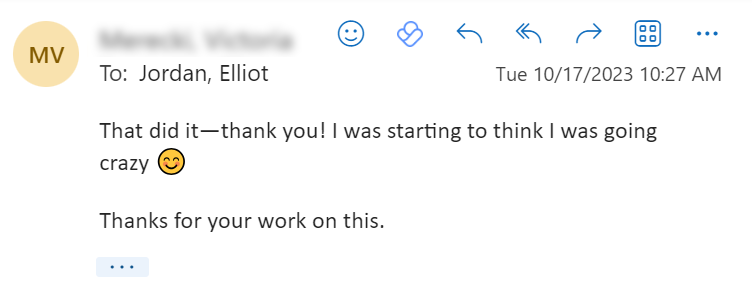 MV
To: Jordan, Elliot
Tue 10/17/2023 10:27 AM
That did it—thank you! I was starting to think I was going
crazy 😊
Thanks for your work on this.